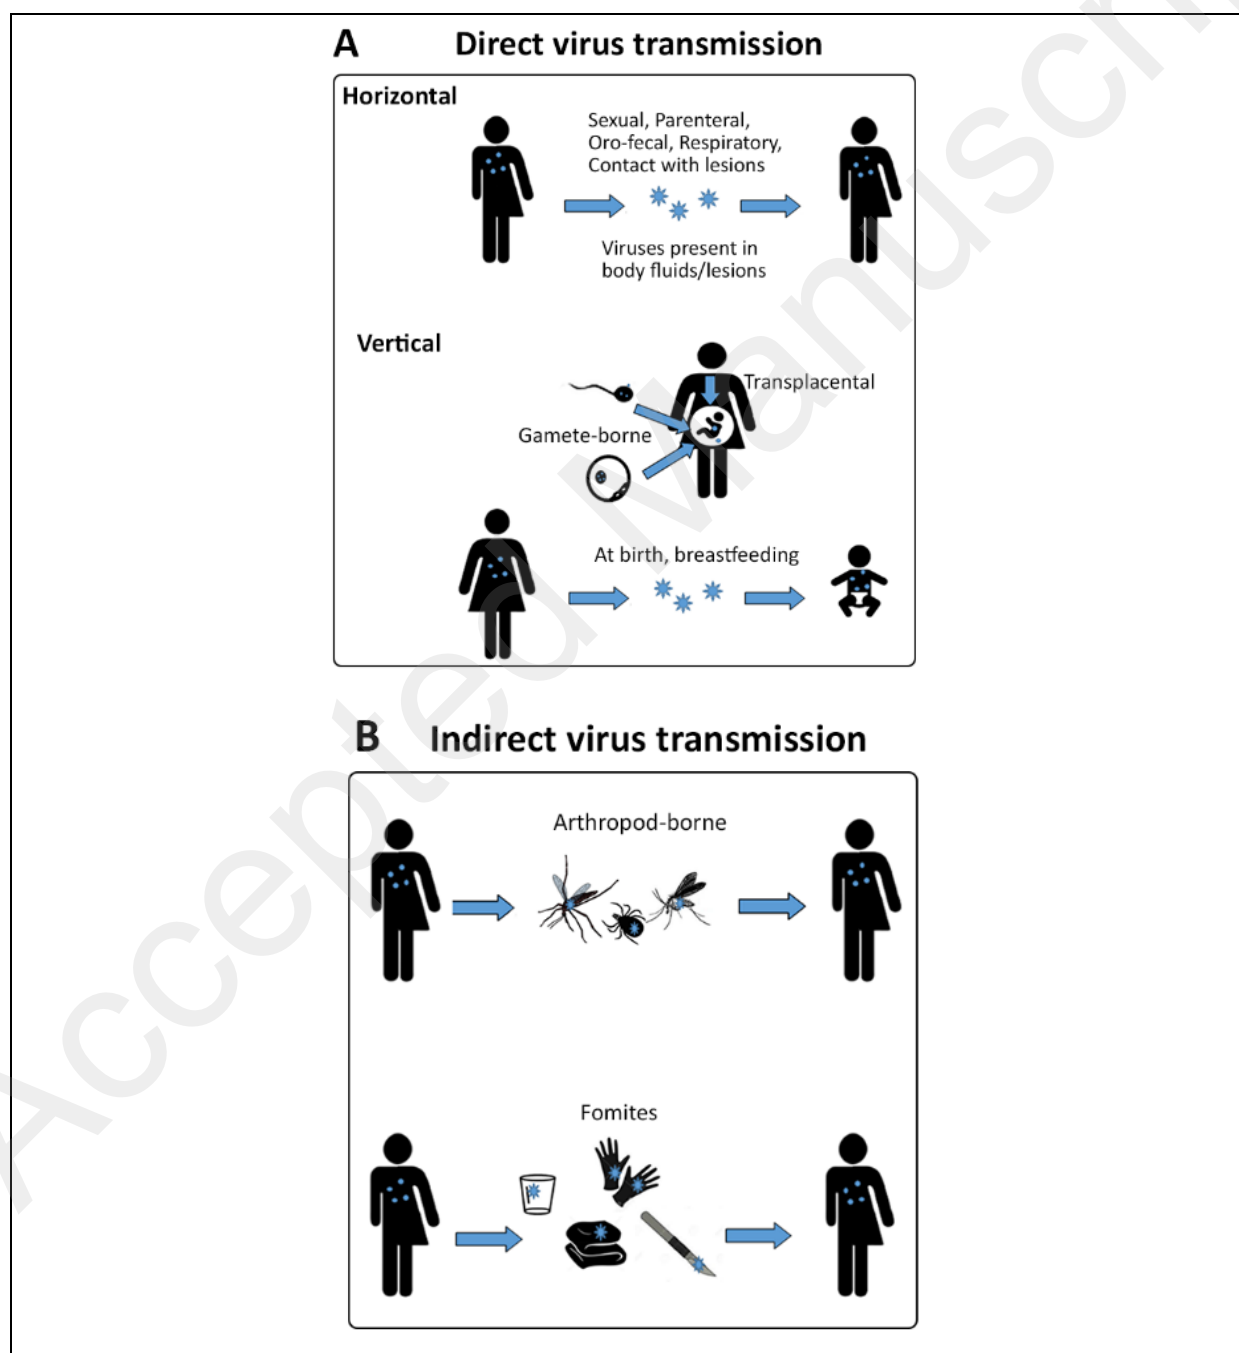 A Direct virus transmission
Horizontal
Sexual, Parenteral,
Oro-fecal, Respiratory,
Contact with lesions
Viruses present in
body fluids/lesions
Vertical
Transplacental
Gamete-borne
At birth, breastfeeding
B Indirect virus transmission
Arthropod-borne
Fomites
Accepted Manuscri